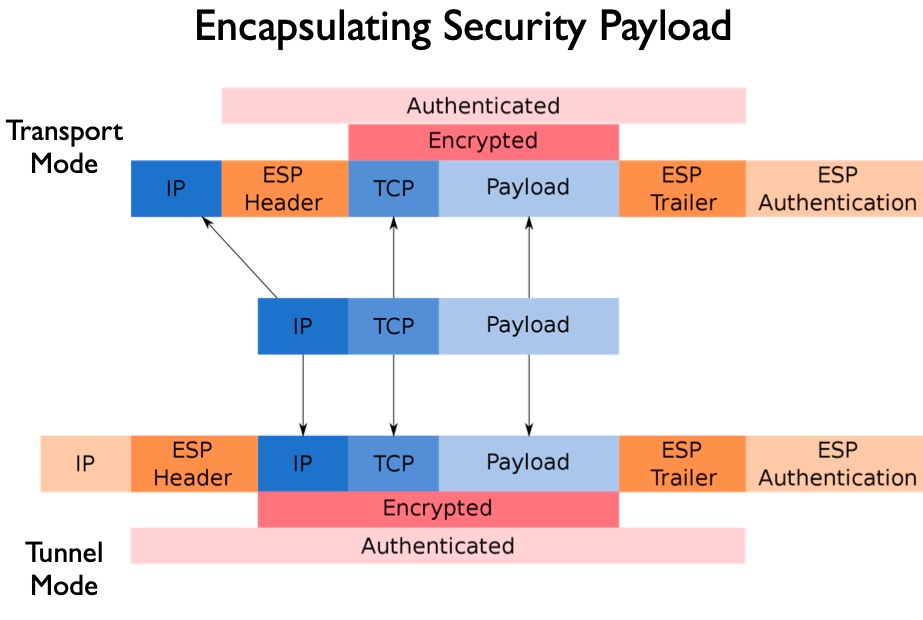 Encapsulating Security Payload
Authenticated
Transport
Mode
Encrypted
IP
ESP
Header
TCP
Payload
ESP
Trailer
ESP
Authentication
IP
TCP
Payload
IP
ESP
Header
IP
TCP
Payload
ESP
Trailer
ESP
Authentication
Encrypted
Authenticated
Tunnel
Mode